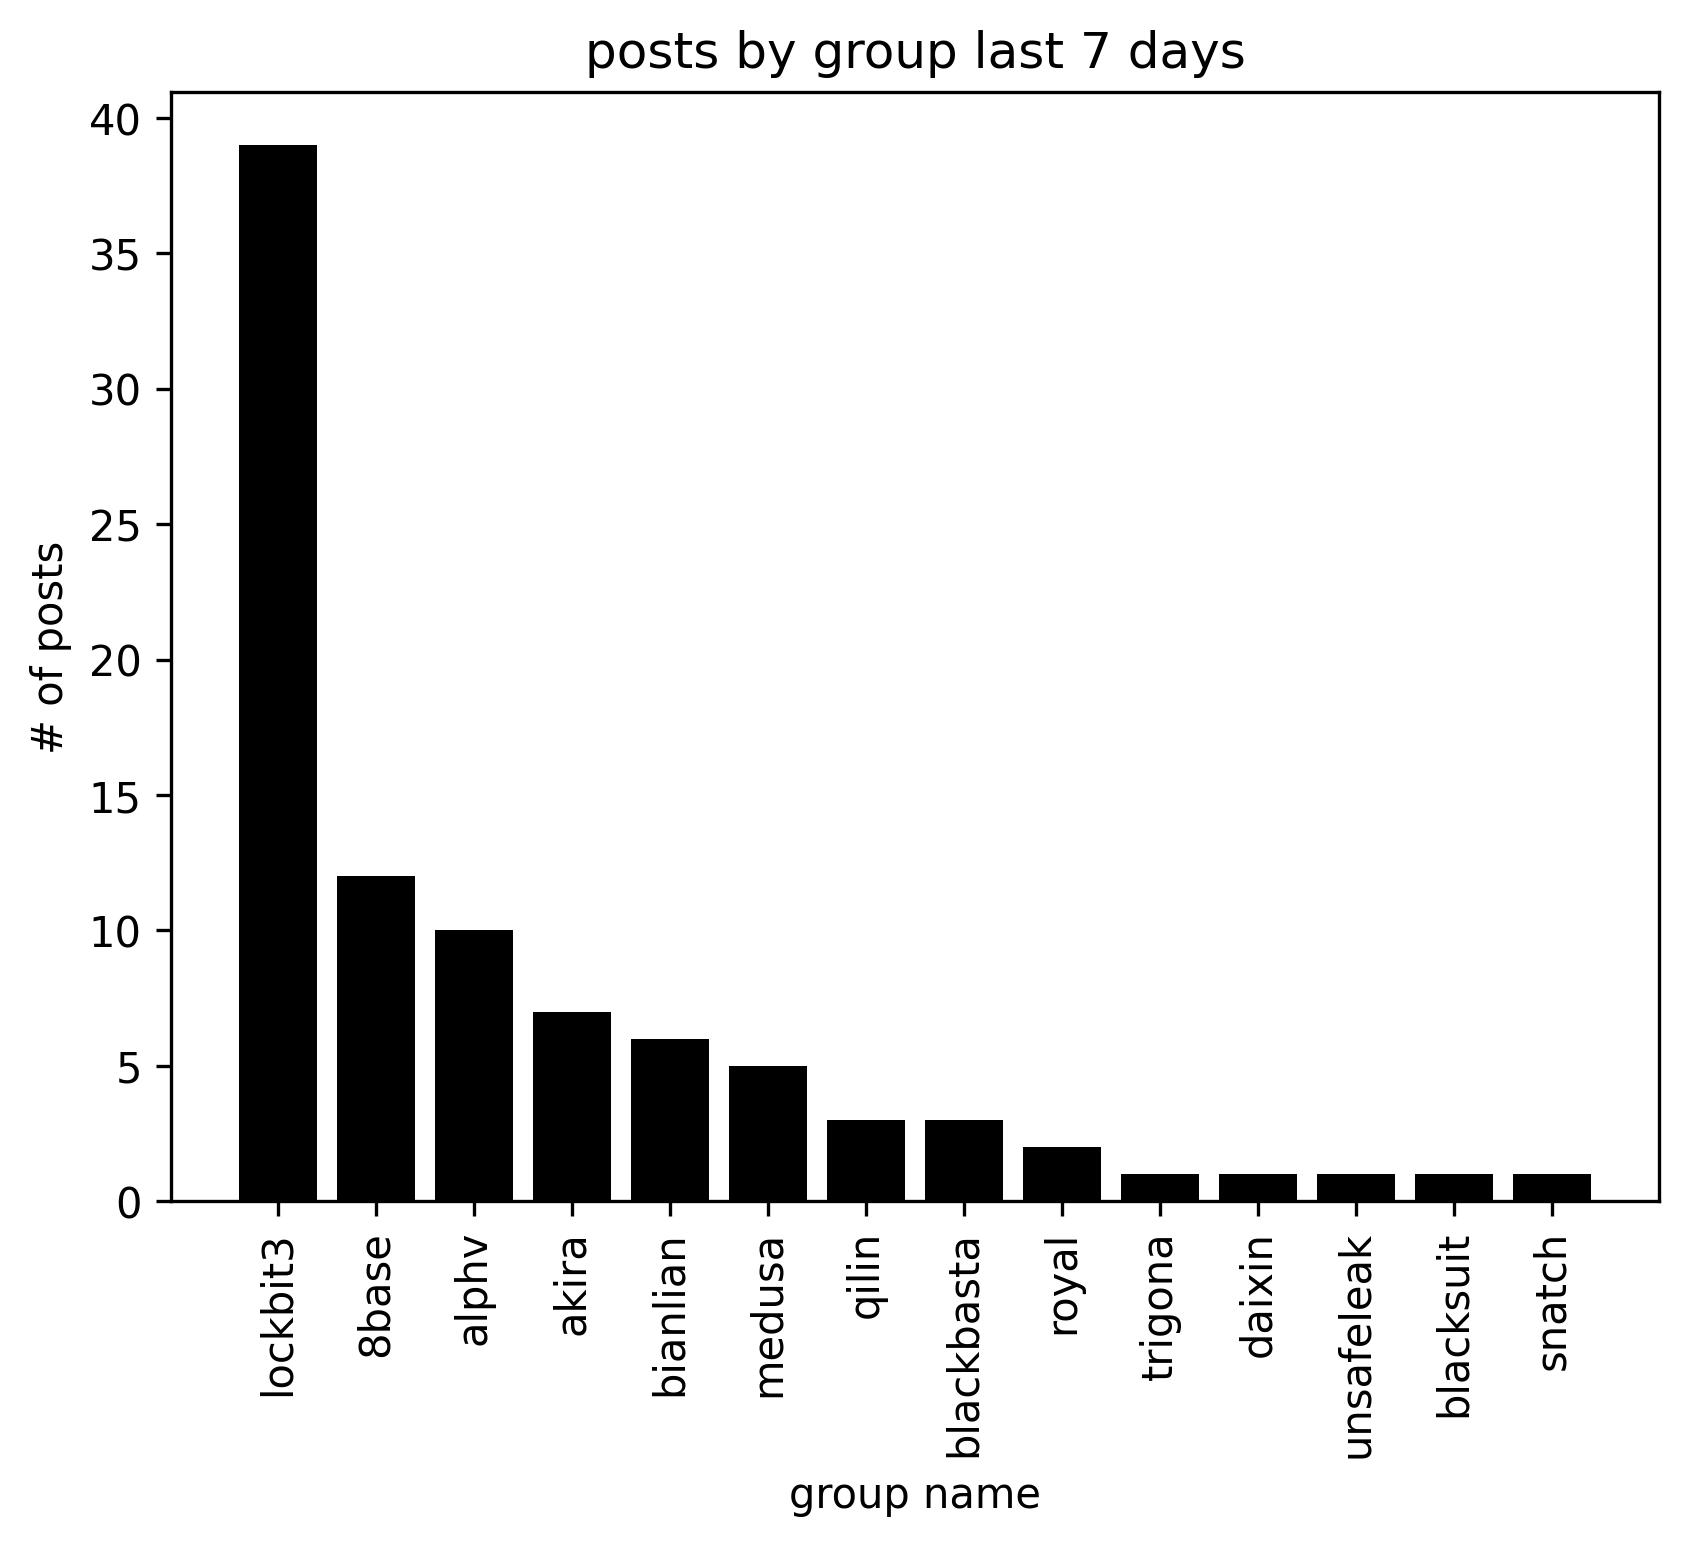 posts by group last 7 days
40
35
30
25
20
15
10
5
0
# of posts
lockbit3
8base
alphv
akira
bianlian
medusa
qilin
blackbasta
royal
trigona
daixin
unsafeleak
blacksuit
snatch
group name